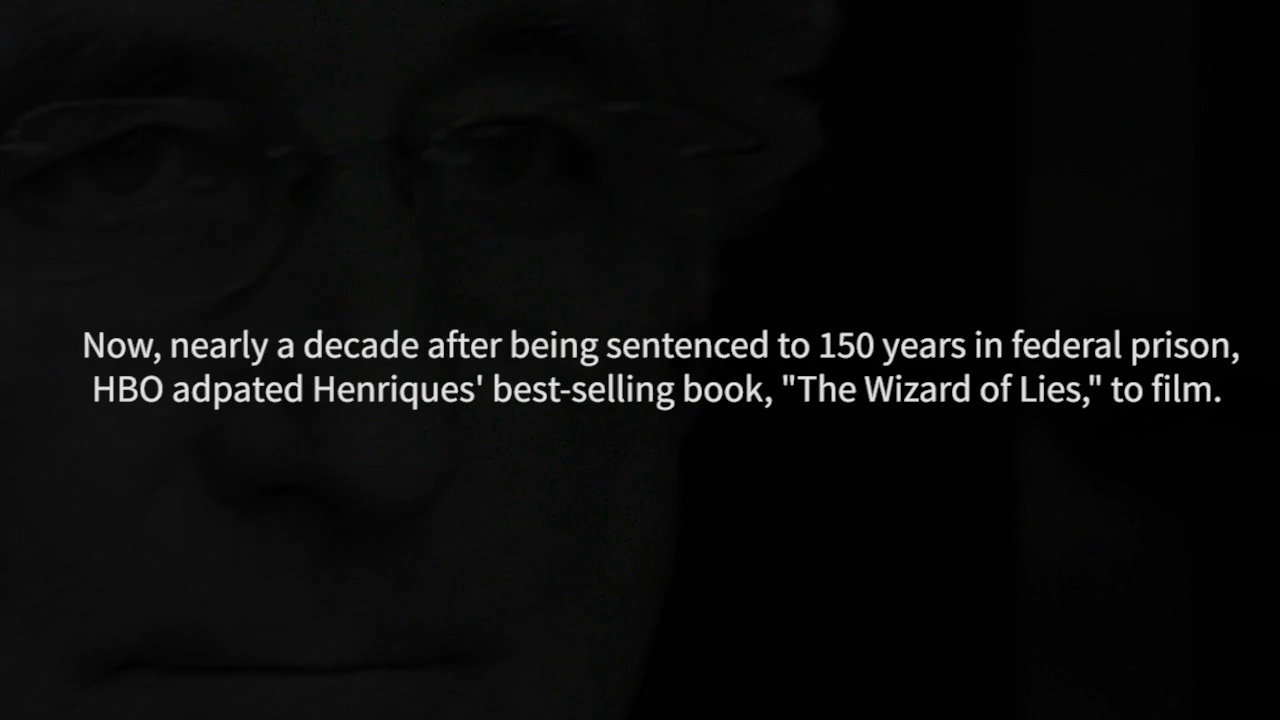 Now, nearly a decade after being sentenced to 150 years in federal prison,
HBO adpated Henriques' best-selling book, "The Wizard of Lies," to film.